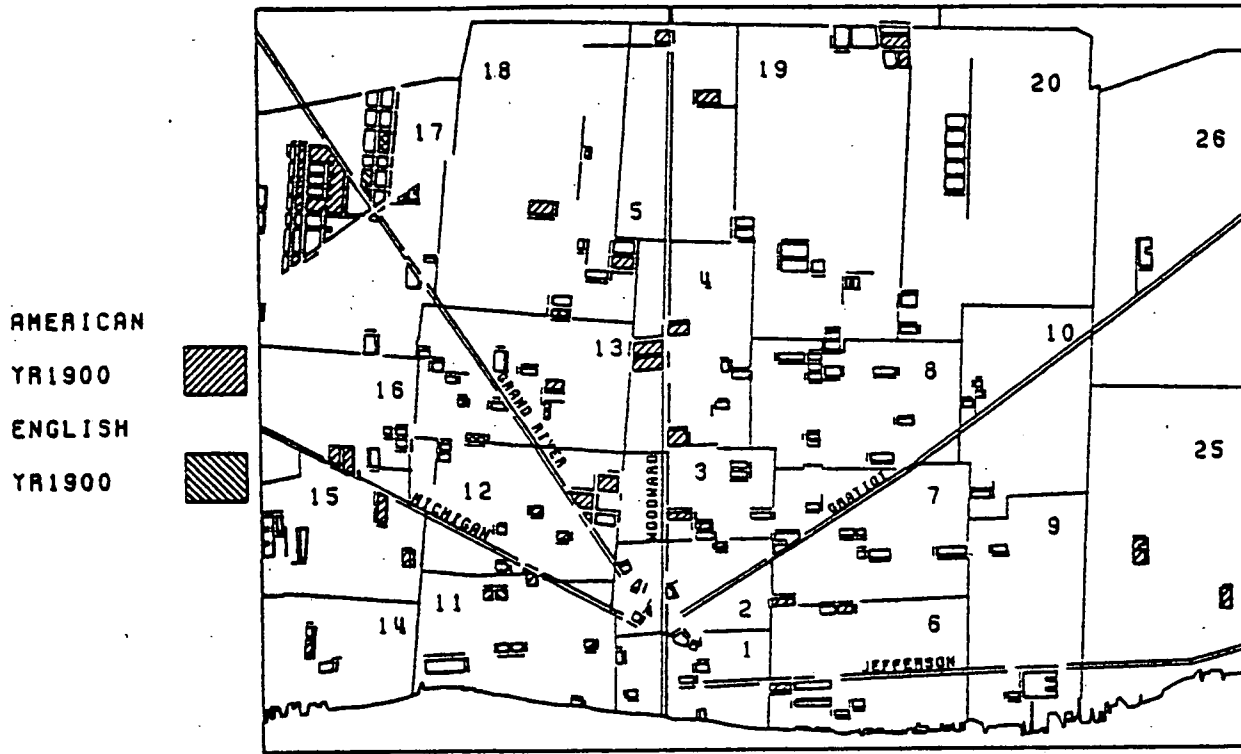 AMERICAN
YR1900
ENGLISH
YR1900
18
19
20
17
26
5
4
13
10
16
8
GRAND RIVER
3
25
15
12
WOODWARD
GRATIOT
7
MICHIGAN
9
11
2
14
6
1
JEFFERSON